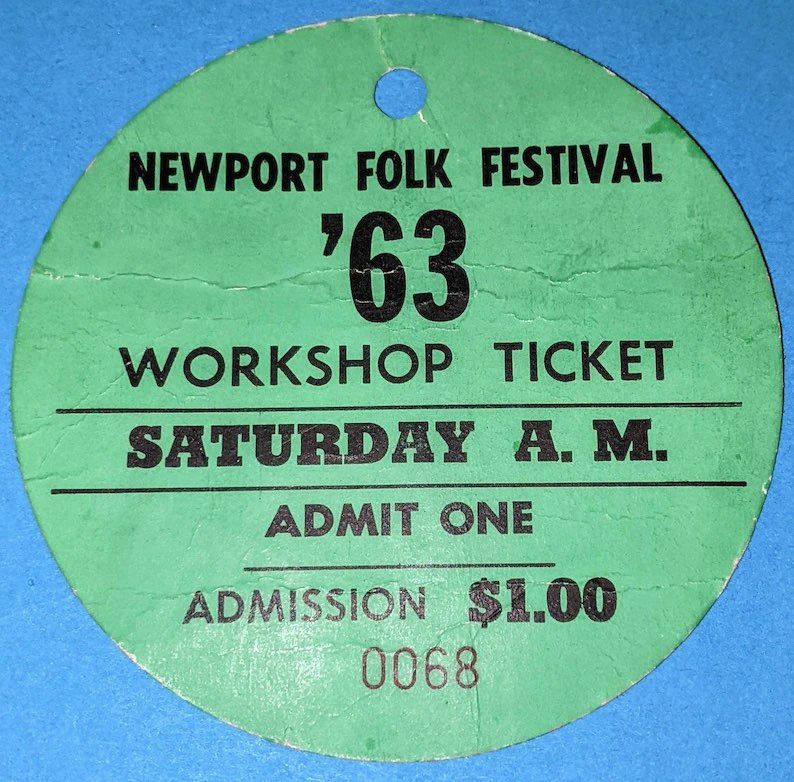 NEWPORT FOLK FESTIVAL
'63
WORKSHOP TICKET
SATURDAY A. M.
ADMIT ONE
ADMISSION $1.00
0068